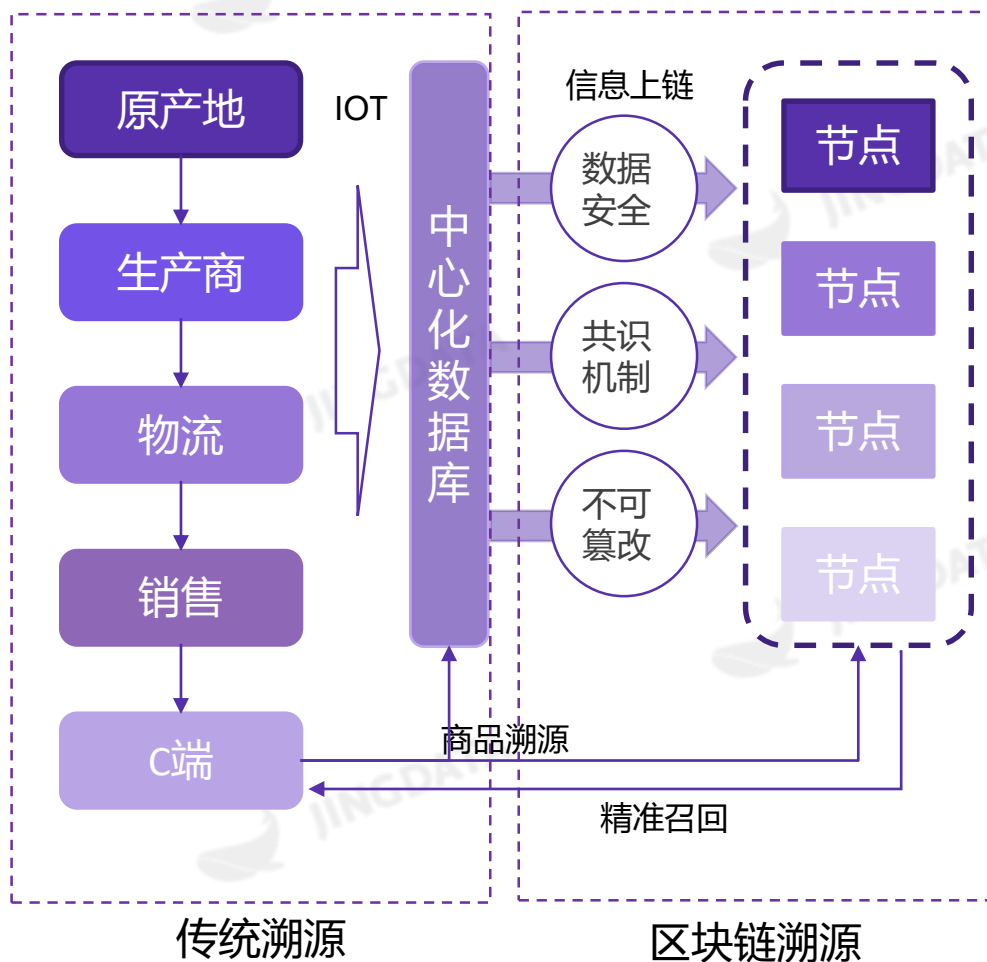 原产地
生产商
物流
销售
C端
IOT
中心化数据库
信息上链
数据
安全
共识
机制
不可
篡改
节点
节点
节点
节点
商品溯源
精准召回
传统溯源
区块链溯源
JINGDATA
JINGDATA